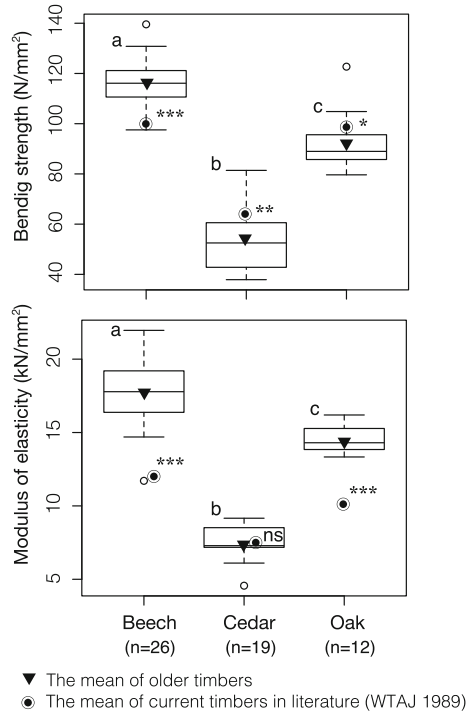 Bendig strength (N/mm²)
140
120
100
80
60
40
a
***
b
**
c
*
Modulus of elasticity (kN/mm²)
20
15
10
5
a
***
b
ns
c
***
Beech Cedar Oak
(n=26) (n=19) (n=12)
The mean of older timbers
The mean of current timbers in literature (WTAJ 1989)